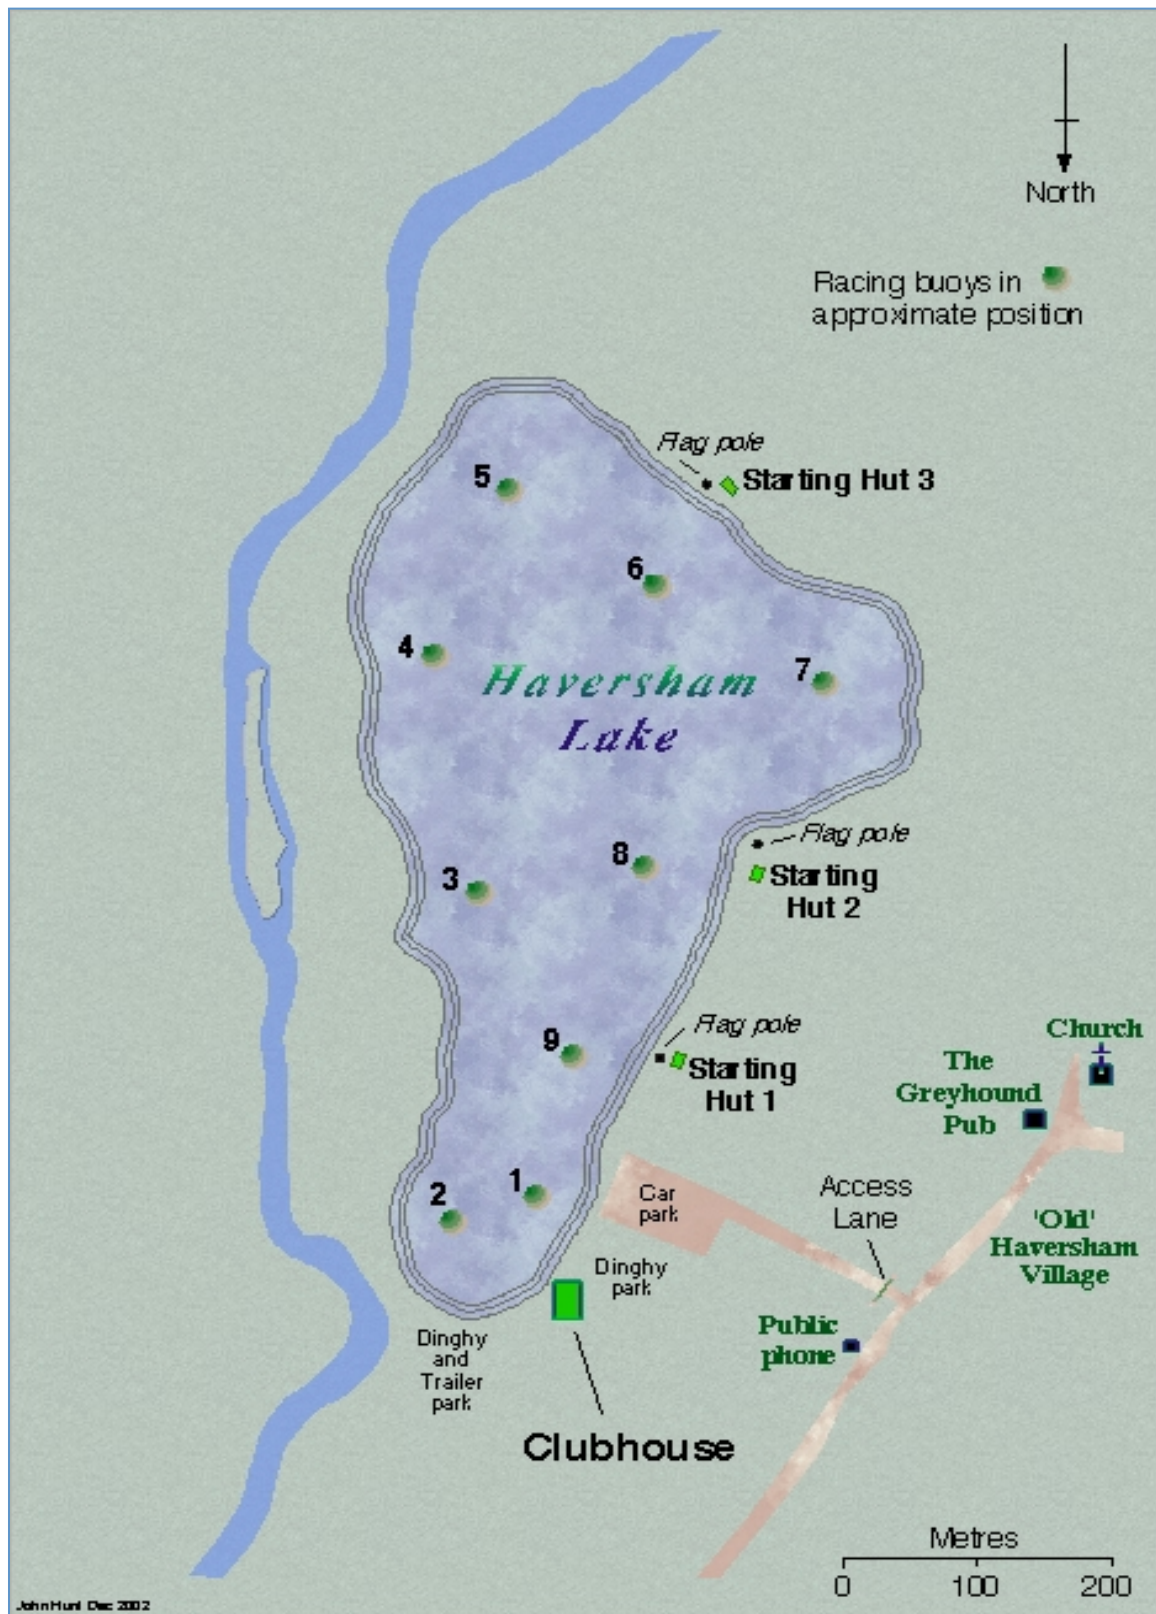 North
Racing buoys in
approximate position
Flag pole
Starting Hut 3
5
6
4
7
Haversham
Lake
Flag pole
8
3
Starting
Hut 2
Flag pole
9
Starting
Hut 1
Church
The
Greyhound
Pub
1
2
Car
park
Access
Lane
'Old'
Haversham
Village
Dinghy
park
Public
phone
Dinghy
and
Trailer
park
Clubhouse
Metres
0 100 200
John Hunt Dec 2002